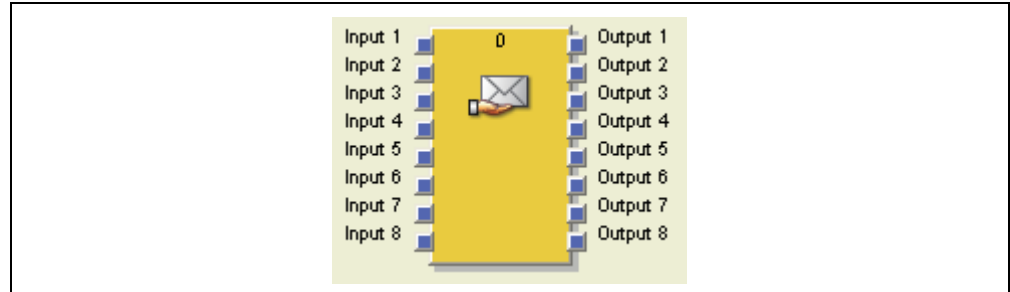 Input 1 0 Output 1
Input 2 Output 2
Input 3 Output 3
Input 4 Output 4
Input 5 Output 5
Input 6 Output 6
Input 7 Output 7
Input 8 Output 8